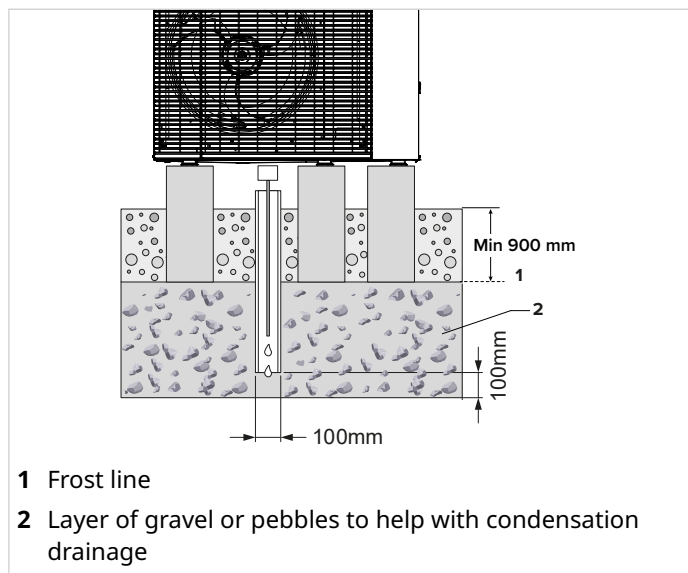 Min 900 mm
1
2
100mm
100mm
1 Frost line
2 Layer of gravel or pebbles to help with condensation
drainage